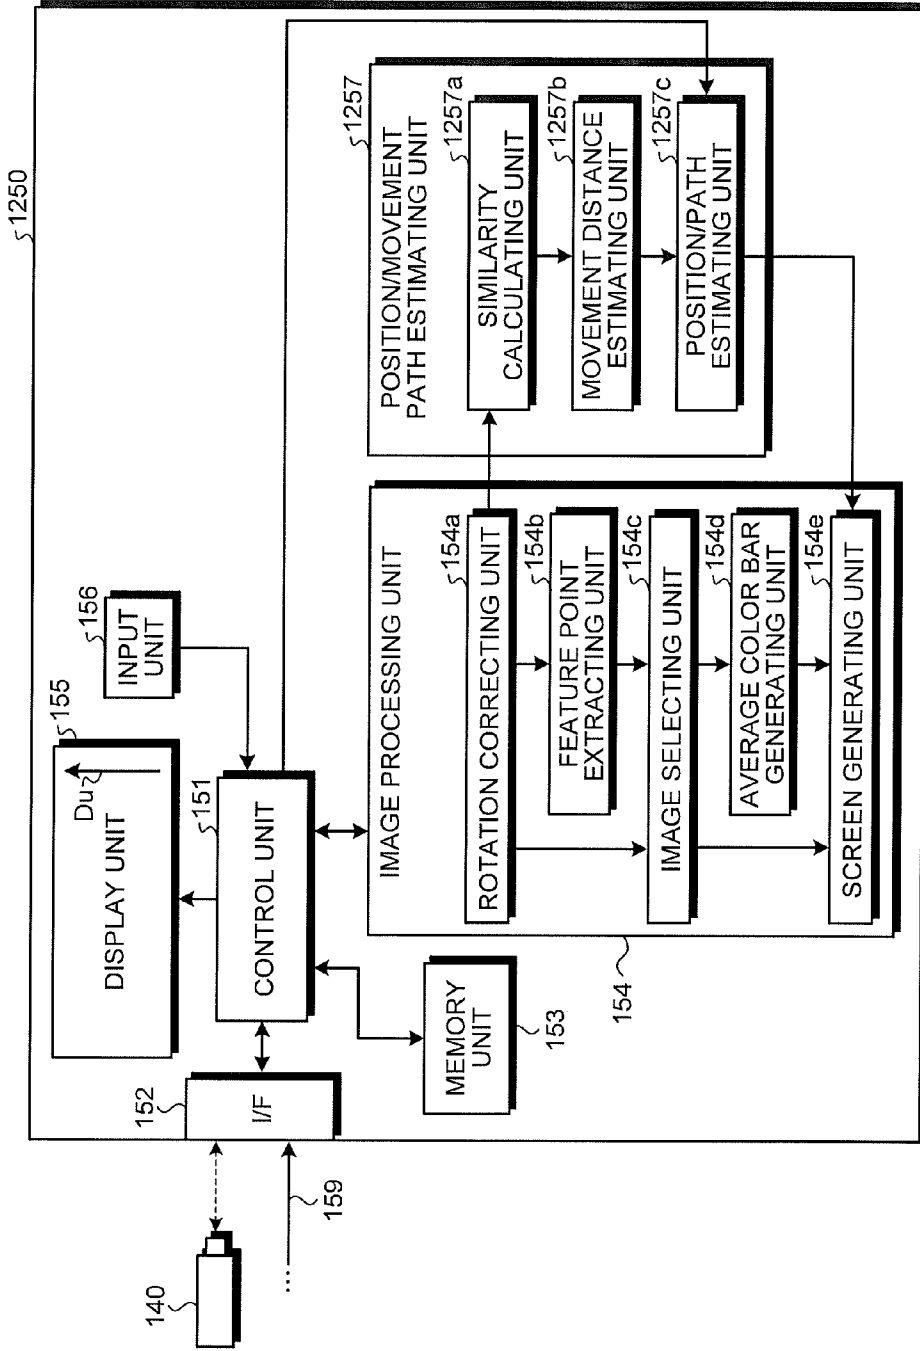 1250
155
DISPLAY UNIT
Du
156
INPUT
UNIT
151
CONTROL UNIT
152
I/F
140
159
...
MEMORY
UNIT
153
154
IMAGE PROCESSING UNIT
154a
ROTATION CORRECTING UNIT
154b
FEATURE POINT
EXTRACTING UNIT
154c
IMAGE SELECTING UNIT
154d
AVERAGE COLOR BAR
GENERATING UNIT
154e
SCREEN GENERATING UNIT
1257
POSITION/MOVEMENT
PATH ESTIMATING UNIT
1257a
SIMILARITY
CALCULATING UNIT
1257b
MOVEMENT DISTANCE
ESTIMATING UNIT
1257c
POSITION/PATH
ESTIMATING UNIT